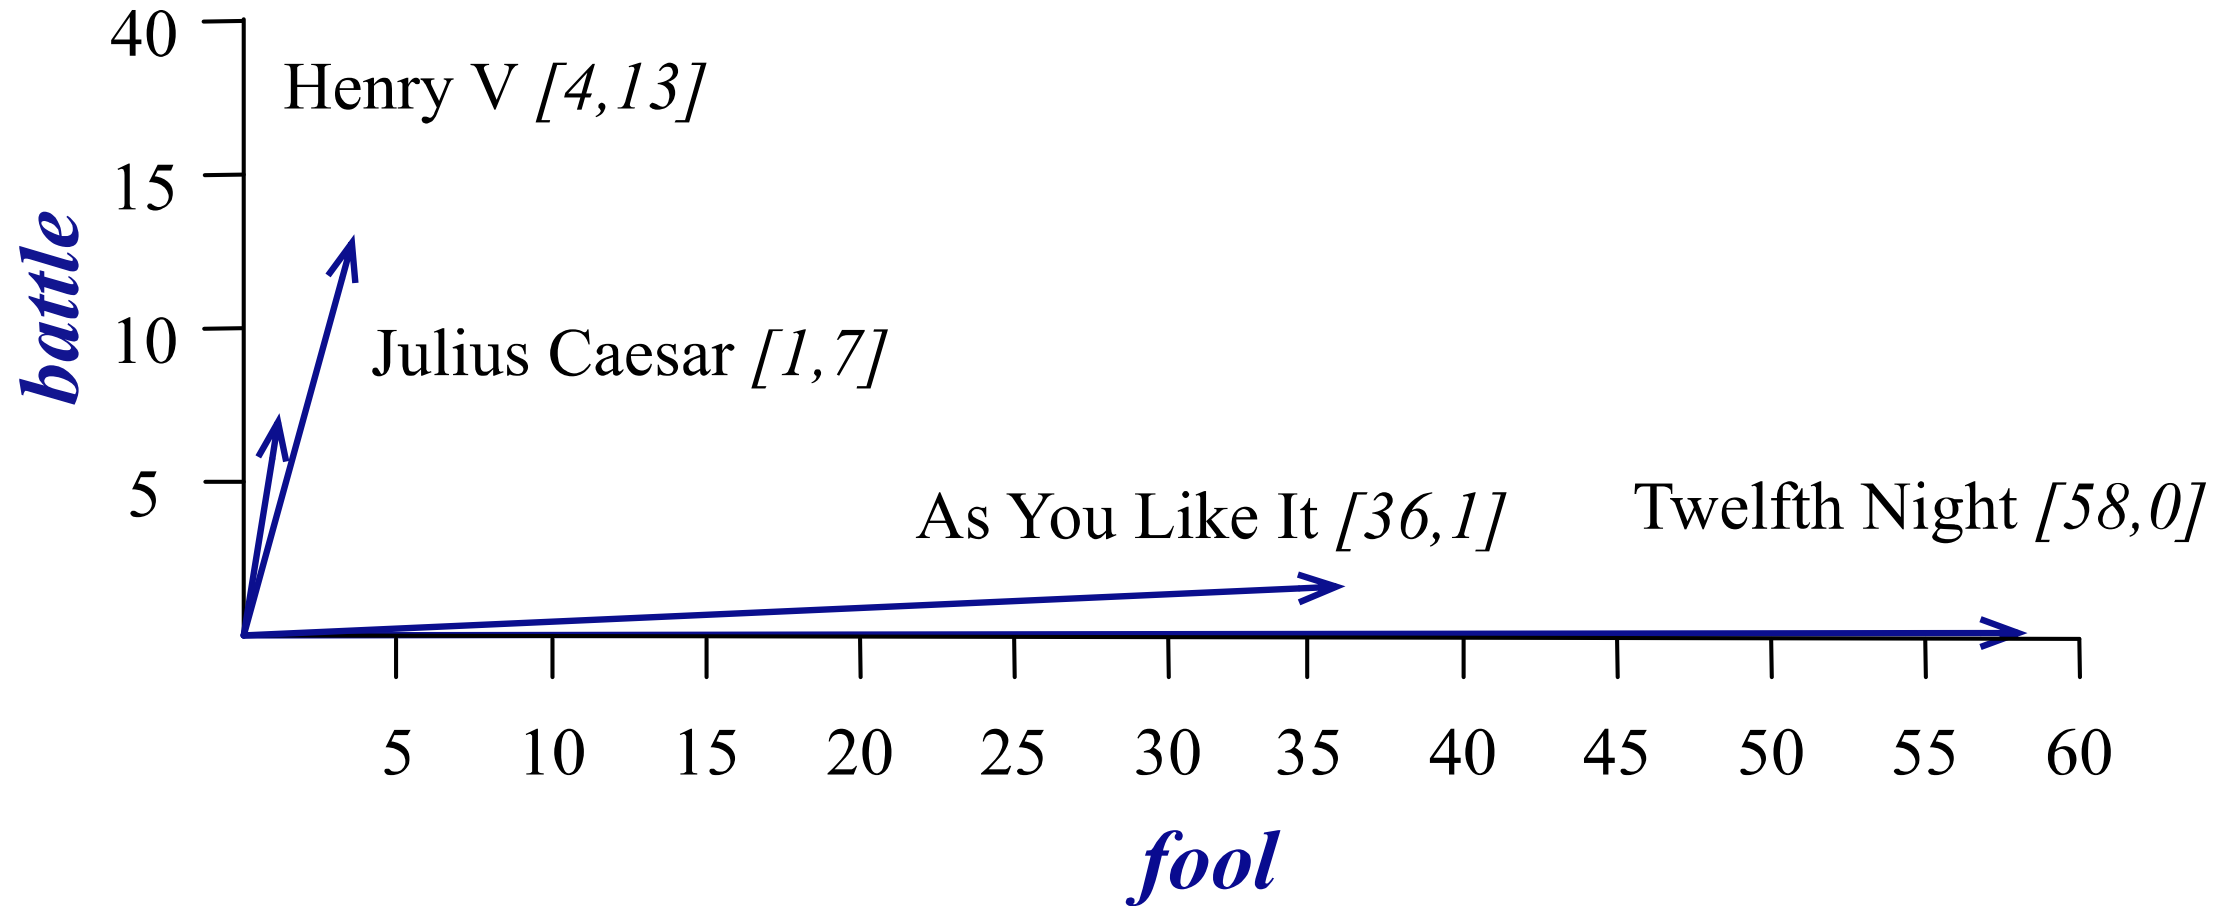 40
Henry V [4,13]
15
battle
10
Julius Caesar [1,7]
5
As You Like It [36,1]
Twelfth Night [58,0]
5 10 15 20 25 30 35 40 45 50 55 60
fool